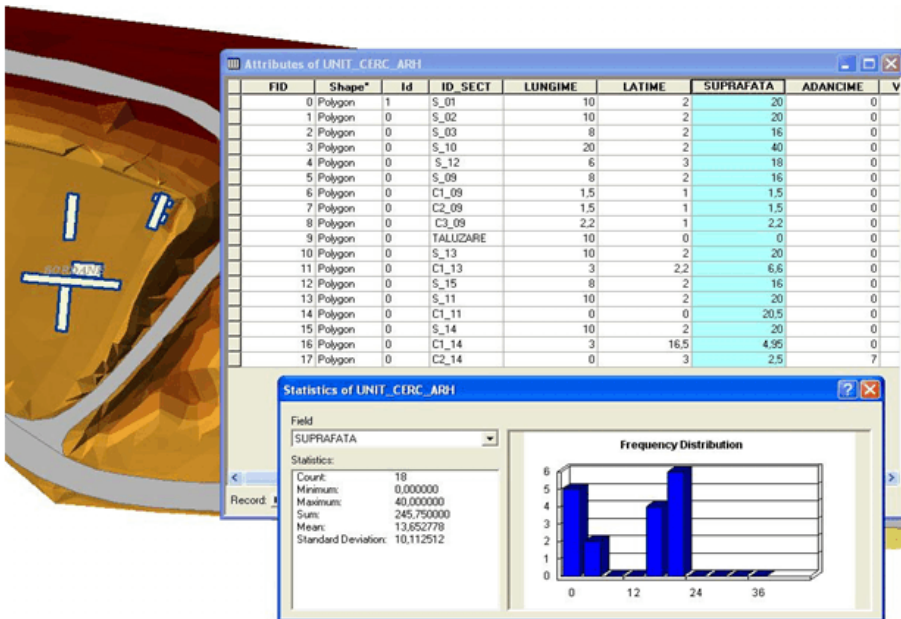 Attributes of UNIT_CERC_ARH
FID Shape* Id ID_SECT LUNGIME LATIME SUPRAFATA ADANCIME V
0 Polygon 1 S_01 10 2 20 0
1 Polygon 0 S_02 10 2 20 0
2 Polygon 0 S_03 8 2 16 0
3 Polygon 0 S_10 20 2 40 0
4 Polygon 0 S_12 6 3 18 0
5 Polygon 0 S_09 8 2 16 0
6 Polygon 0 C1_09 1,5 1 1,5 0
7 Polygon 0 C2_09 1,5 1 1,5 0
8 Polygon 0 C3_09 2,2 1 2,2 0
9 Polygon 0 TALUZARE 10 0 0 0
10 Polygon 0 S_13 10 2 20 0
11 Polygon 0 C1_13 3 2,2 6,6 0
12 Polygon 0 S_15 8 2 16 0
13 Polygon 0 S_11 10 2 20 0
14 Polygon 0 C1_11 0 0 20,5 0
15 Polygon 0 S_14 10 2 20 0
16 Polygon 0 C1_14 3 16,5 4,95 0
17 Polygon 0 C2_14 0 3 2,5 7
Record:
Statistics of UNIT_CERC_ARH
Field
SUPRAFATA
Statistics:
Count: 18
Minimum: 0,000000
Maximum: 40,000000
Sum: 245,750000
Mean: 13,652778
Standard Deviation: 10,112512
Frequency Distribution
6
5
4
3
2
1
0
0 12 24 36